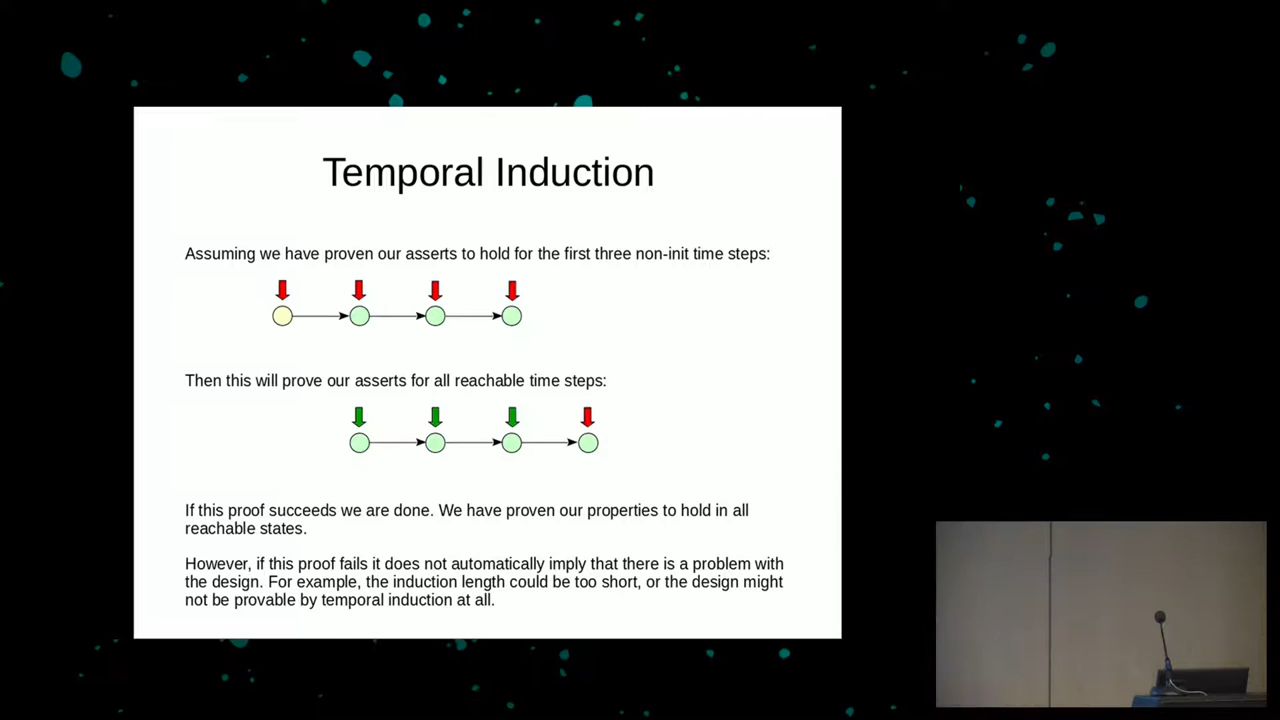 Temporal Induction
Assuming we have proven our asserts to hold for the first three non-init time steps:
Then this will prove our asserts for all reachable time steps:
If this proof succeeds we are done. We have proven our properties to hold in all
reachable states.
However, if this proof fails it does not automatically imply that there is a problem with
the design. For example, the induction length could be too short, or the design might
not be provable by temporal induction at all.